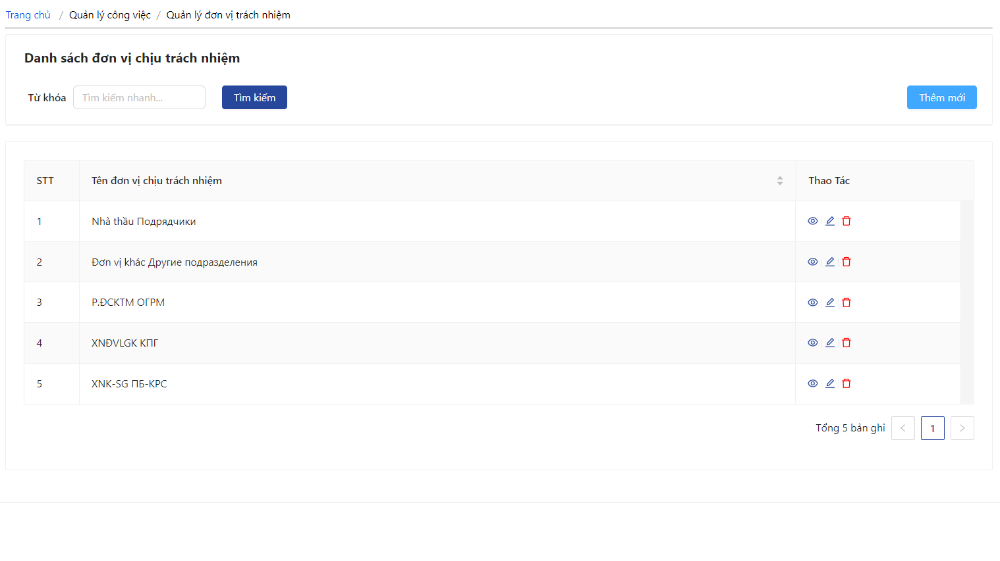 Trang chủ / Quản lý công việc / Quản lý đơn vị trách nhiệm
Danh sách đơn vị chịu trách nhiệm
Từ khóa Tìm kiếm nhanh... Tìm kiếm Thêm mới
STT Tên đơn vị chịu trách nhiệm Thao Tác
1 Nhà thầu Подрядчики
2 Đơn vị khác Другие подразделения
3 P.ĐCKTM ОГРМ
4 XNĐVLGK КПГ
5 XNK-SG ПБ-КРС
Tổng 5 bản ghi < 1 >